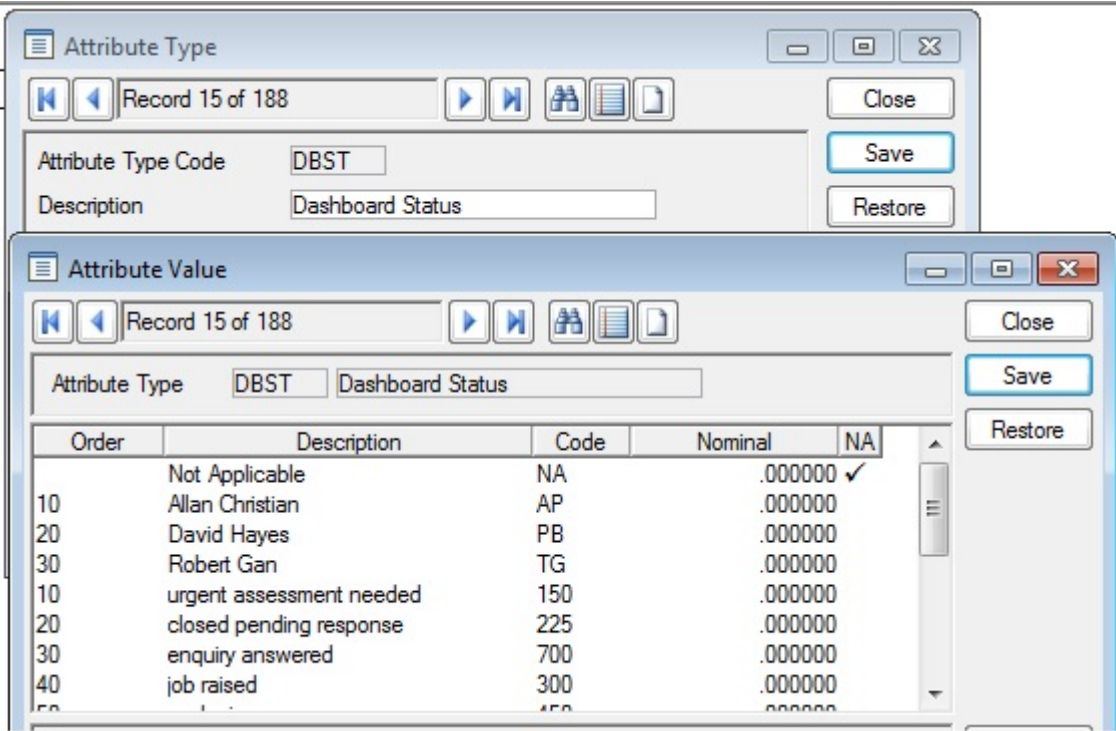 Attribute Type
Record 15 of 188
Close
Attribute Type Code DBST
Save
Description Dashboard Status
Restore
Attribute Value
Record 15 of 188
Close
Attribute Type DBST Dashboard Status
Save
Order Description Code Nominal NA
Restore
Not Applicable NA .000000 ✓
10 Allan Christian AP .000000
20 David Hayes PB .000000
30 Robert Gan TG .000000
10 urgent assessment needed 150 .000000
20 closed pending response 225 .000000
30 enquiry answered 700 .000000
40 job raised 300 .000000